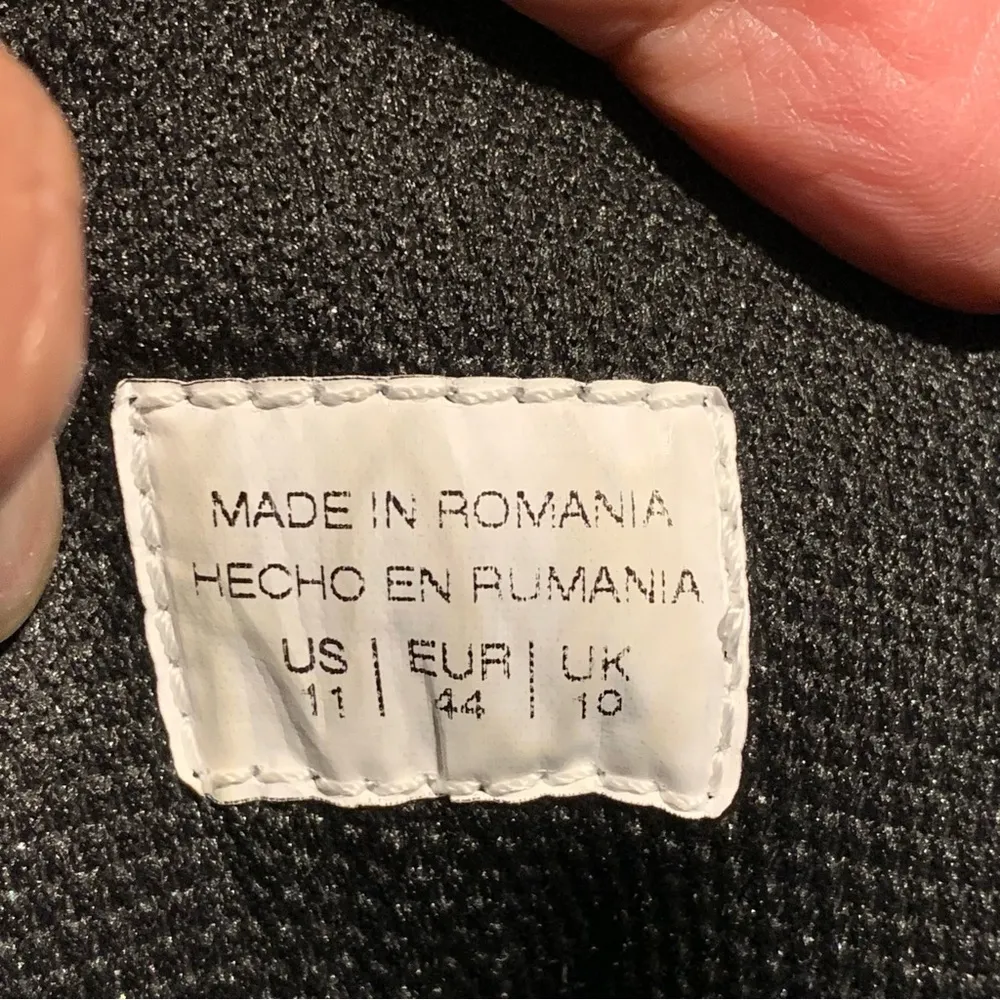 MADE IN ROMANIA
HECHO EN RUMANIA
US | EUR | UK
11 | 44 | 10